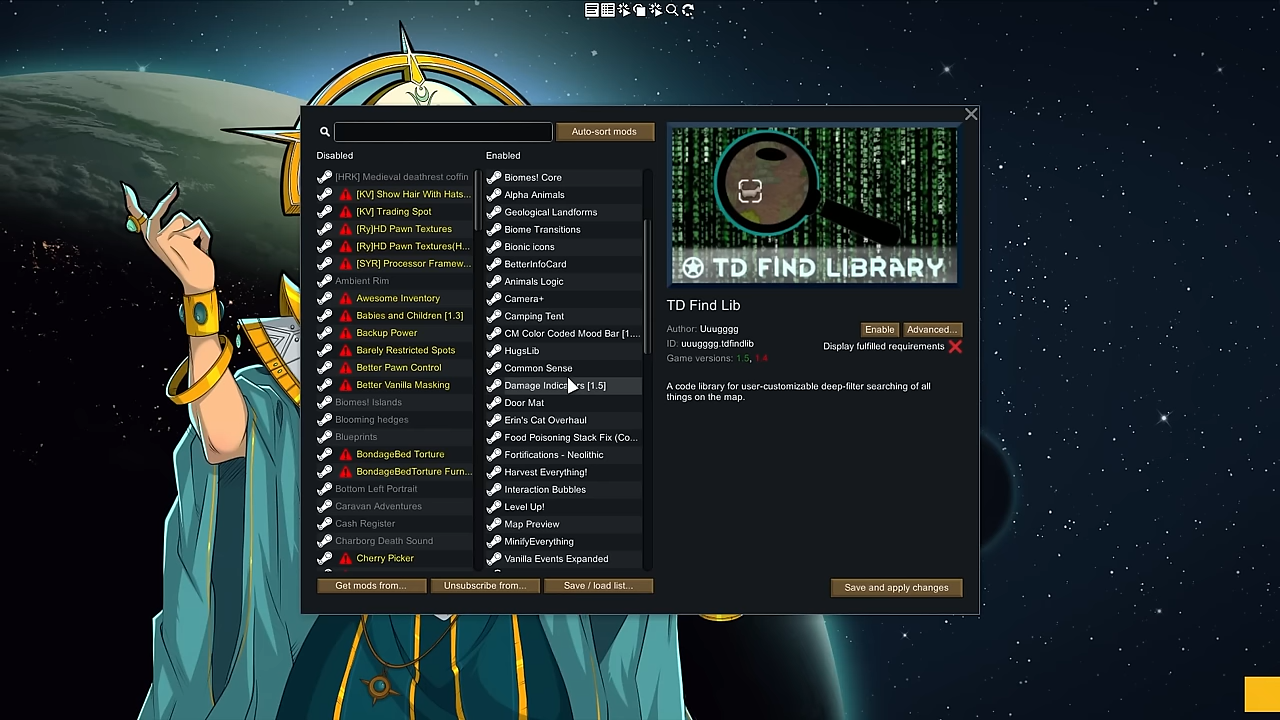 Auto-sort mods
Disabled
[HRK] Medieval deathrest coffin
[KV] Show Hair With Hats...
[KV] Trading Spot
[Ry]HD Pawn Textures
[Ry]HD Pawn Textures(H...
[SYR] Processor Framew...
Ambient Rim
Awesome Inventory
Babies and Children [1.3]
Backup Power
Barely Restricted Spots
Better Pawn Control
Better Vanilla Masking
Biomes! Islands
Blooming hedges
Blueprints
BondageBed Torture
BondageBedTorture Furn...
Bottom Left Portrait
Caravan Adventures
Cash Register
Charborg Death Sound
Cherry Picker
Enabled
Biomes! Core
Alpha Animals
Geological Landforms
Biome Transitions
Bionic icons
BetterInfoCard
Animals Logic
Camera+
Camping Tent
CM Color Coded Mood Bar [1....
HugsLib
Common Sense
Damage Indicators [1.5]
Door Mat
Erin's Cat Overhaul
Food Poisoning Stack Fix (Co...
Fortifications - Neolithic
Harvest Everything!
Interaction Bubbles
Level Up!
Map Preview
MinifyEverything
Vanilla Events Expanded
Get mods from...
Unsubscribe from...
Save / load list...
TD FIND LIBRARY
TD Find Lib
Author: Uuugggg
ID: uuugggg.tdfindlib
Game versions: 1.5, 1.4
Enable
Advanced...
Display fulfilled requirements
A code library for user-customizable deep-filter searching of all
things on the map.
Save and apply changes